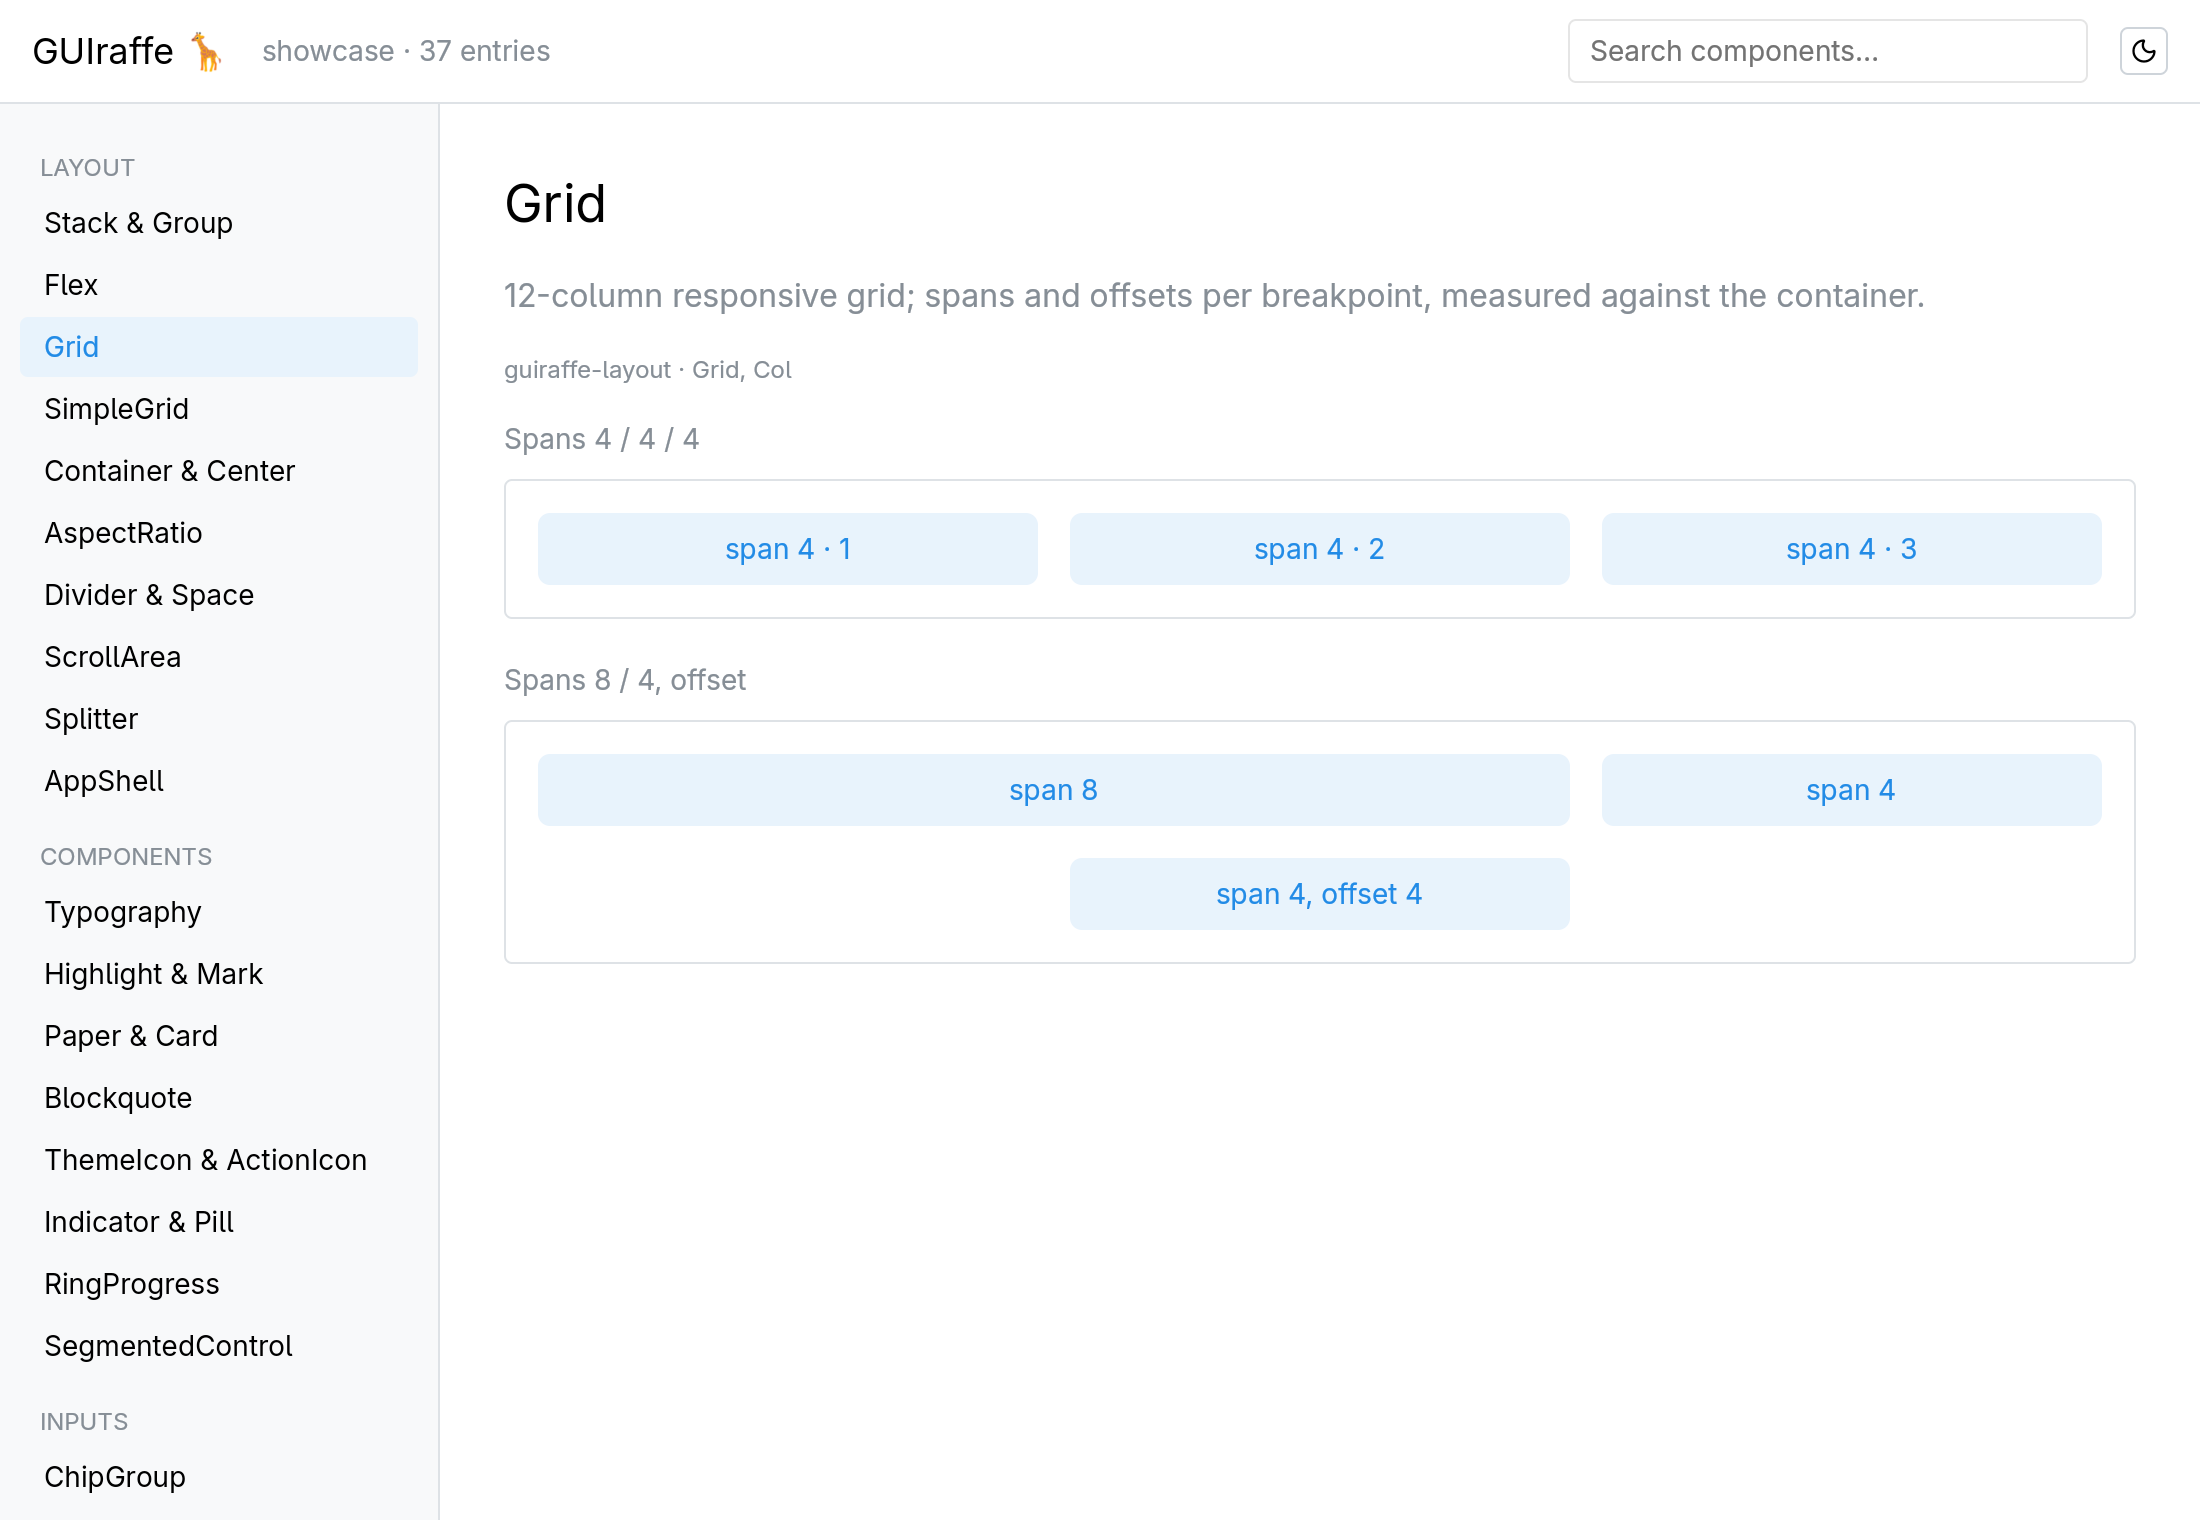 GUIraffe 🦒 showcase · 37 entries
Search components...
LAYOUT
Stack & Group
Flex
Grid
SimpleGrid
Container & Center
AspectRatio
Divider & Space
ScrollArea
Splitter
AppShell
COMPONENTS
Typography
Highlight & Mark
Paper & Card
Blockquote
ThemeIcon & ActionIcon
Indicator & Pill
RingProgress
SegmentedControl
INPUTS
ChipGroup
Grid
12-column responsive grid; spans and offsets per breakpoint, measured against the container.
guiraffe-layout · Grid, Col
Spans 4 / 4 / 4
span 4 · 1
span 4 · 2
span 4 · 3
Spans 8 / 4, offset
span 8
span 4
span 4, offset 4